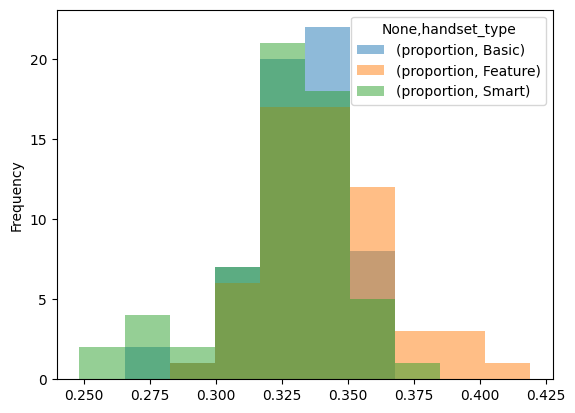 None,handset_type
(proportion, Basic)
(proportion, Feature)
(proportion, Smart)
Frequency
20
15
10
5
0
0.250 0.275 0.300 0.325 0.350 0.375 0.400 0.425